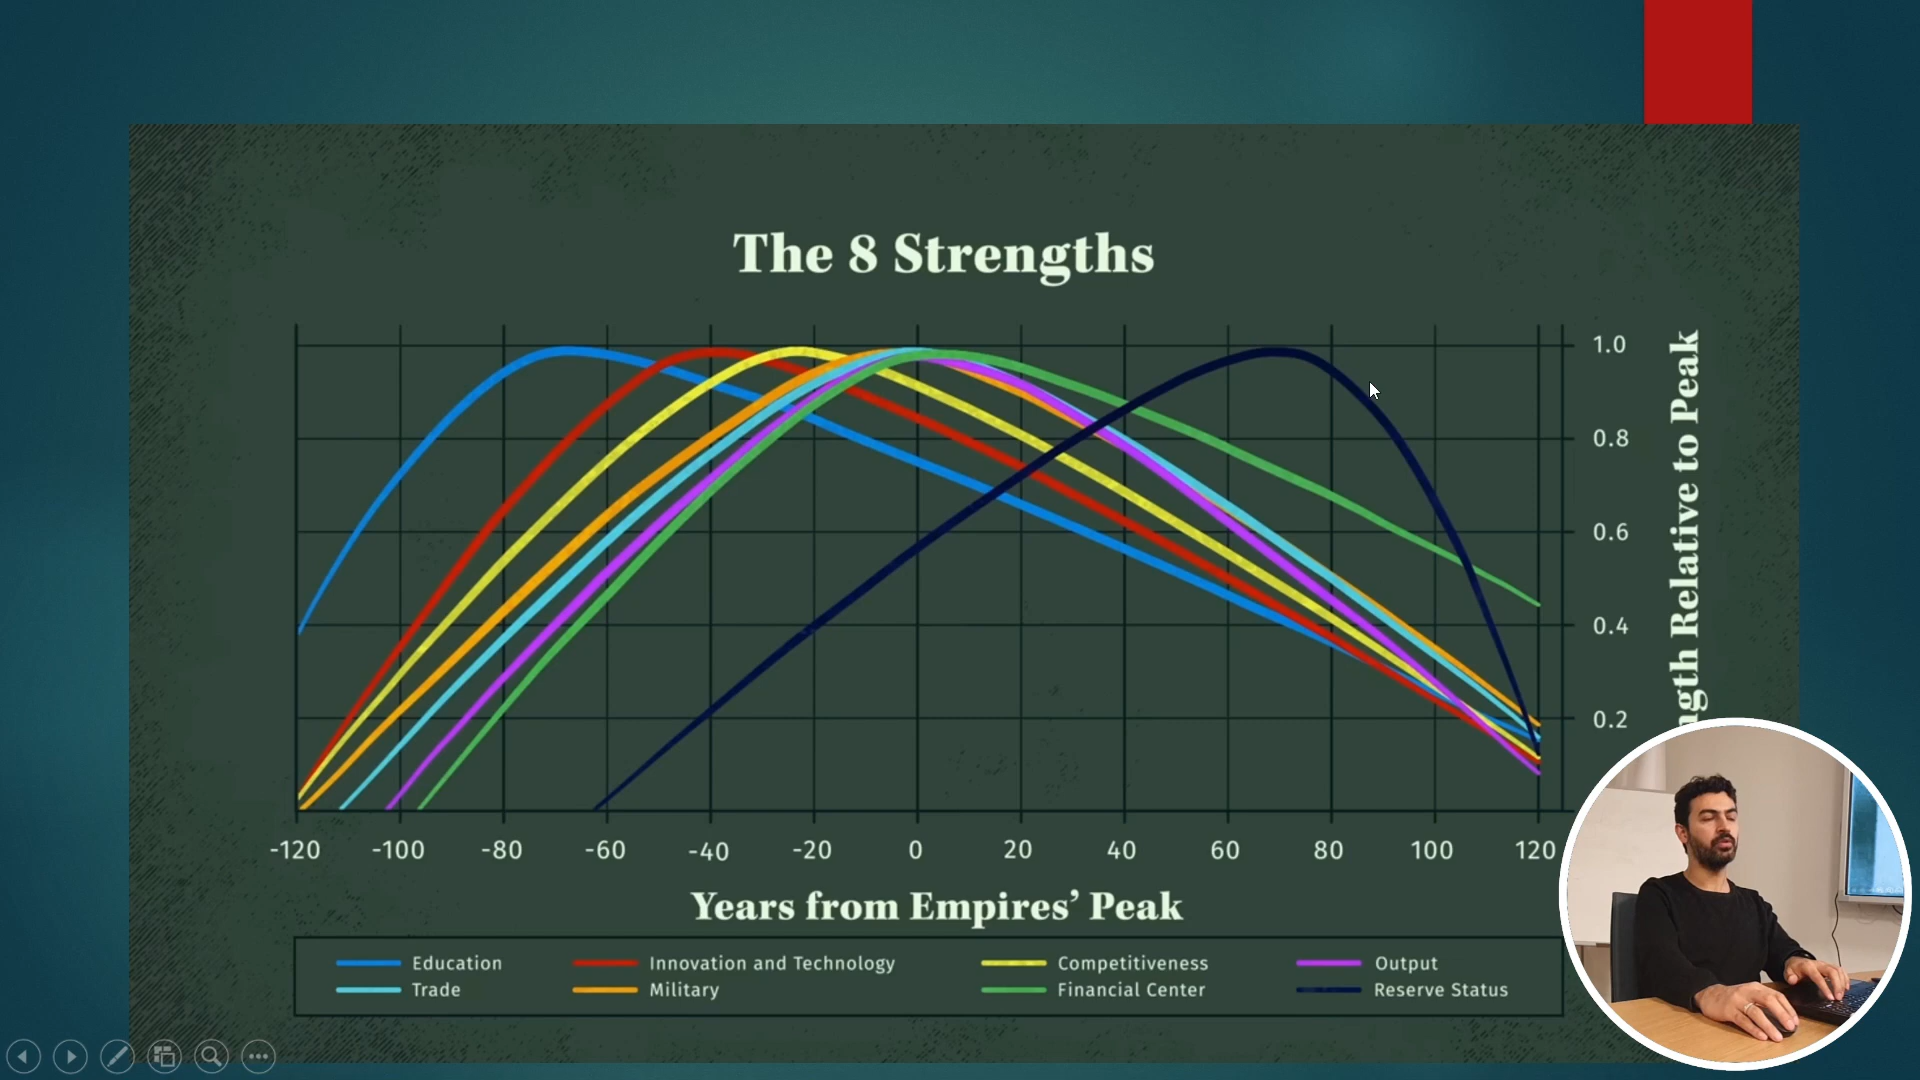 The 8 Strengths
1.0
0.8
0.6
0.4
0.2
ngth Relative to Peak
-120 -100 -80 -60 -40 -20 0 20 40 60 80 100 120
Years from Empires’ Peak
Education Innovation and Technology Competitiveness Output
Trade Military Financial Center Reserve Status